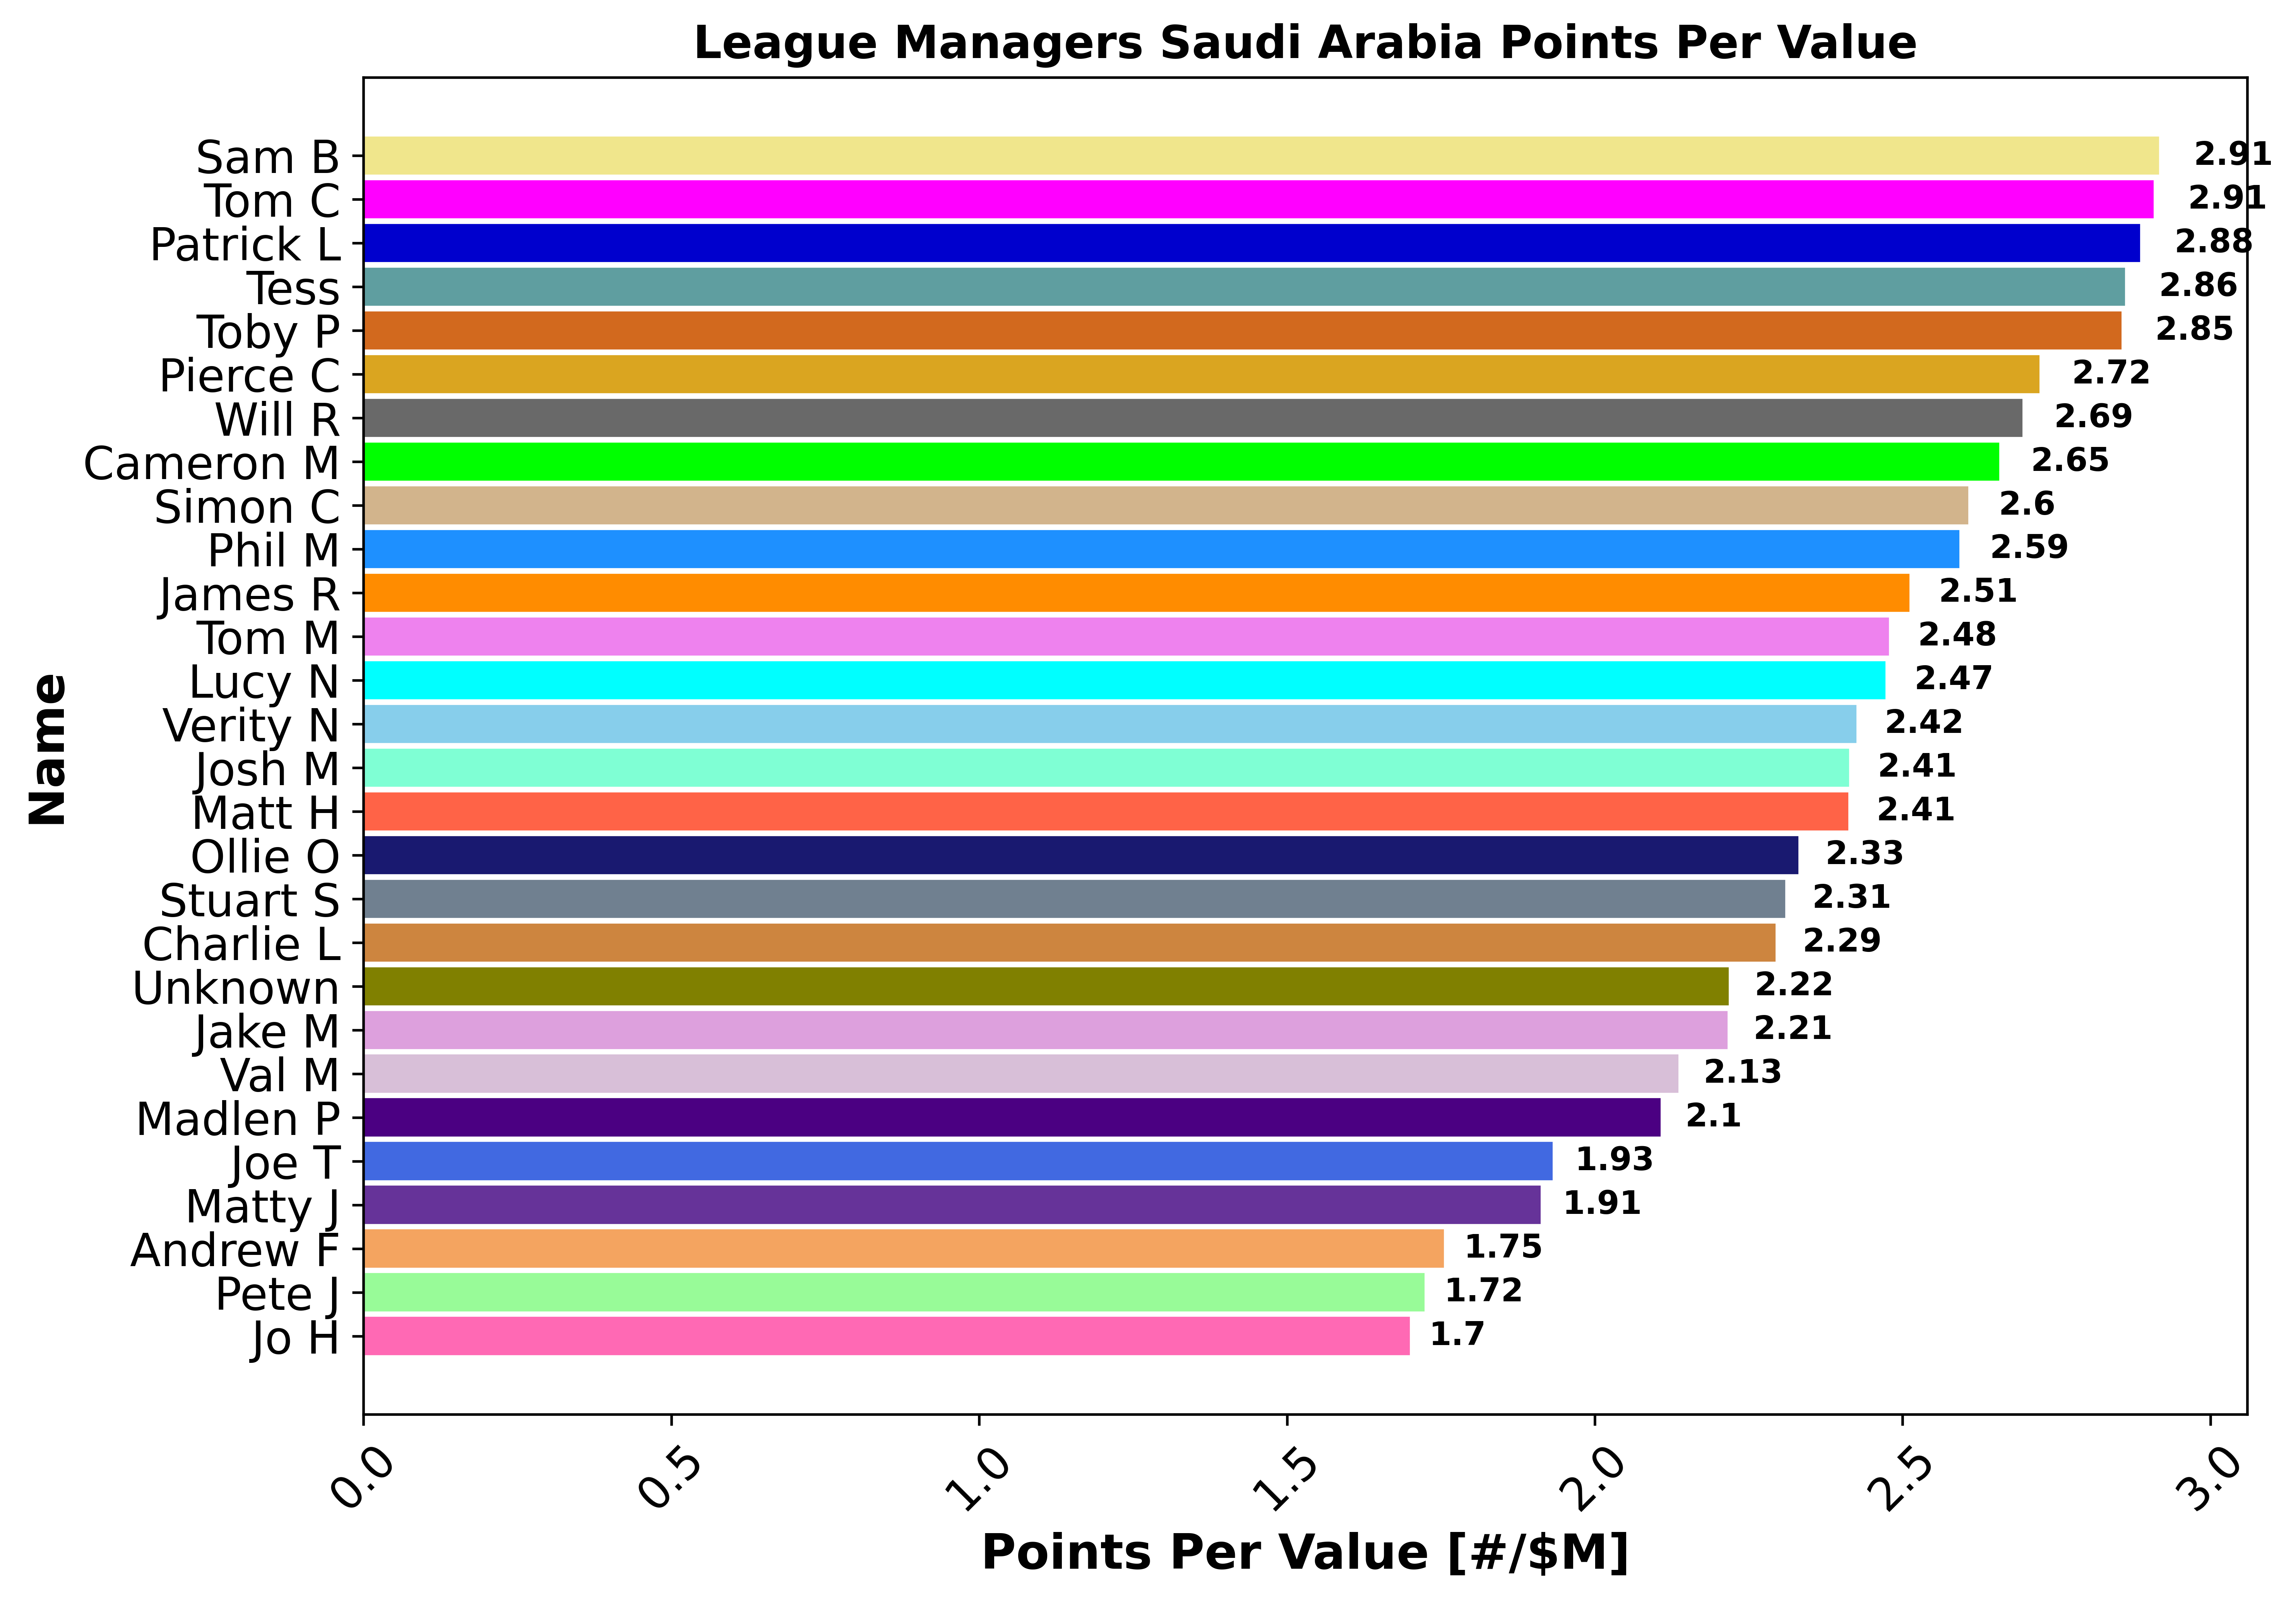 League Managers Saudi Arabia Points Per Value
Sam B 2.91
Tom C 2.91
Patrick L 2.88
Tess 2.86
Toby P 2.85
Pierce C 2.72
Will R 2.69
Cameron M 2.65
Simon C 2.6
Phil M 2.59
James R 2.51
Tom M 2.48
Lucy N 2.47
Verity N 2.42
Josh M 2.41
Matt H 2.41
Ollie O 2.33
Stuart S 2.31
Charlie L 2.29
Unknown 2.22
Jake M 2.21
Val M 2.13
Madlen P 2.1
Joe T 1.93
Matty J 1.91
Andrew F 1.75
Pete J 1.72
Jo H 1.7
Name
0.0 0.5 1.0 1.5 2.0 2.5 3.0
Points Per Value [#/$M]